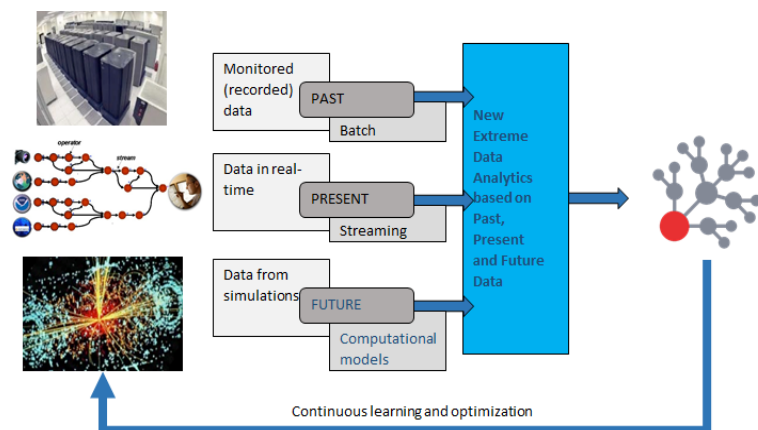 Monitored
(recorded)
data
PAST
Batch
operator
stream
Data in real-
time
PRESENT
Streaming
Data from
simulations
FUTURE
Computational
models
New
Extreme
Data
Analytics
based on
Past,
Present
and Future
Data
Continuous learning and optimization